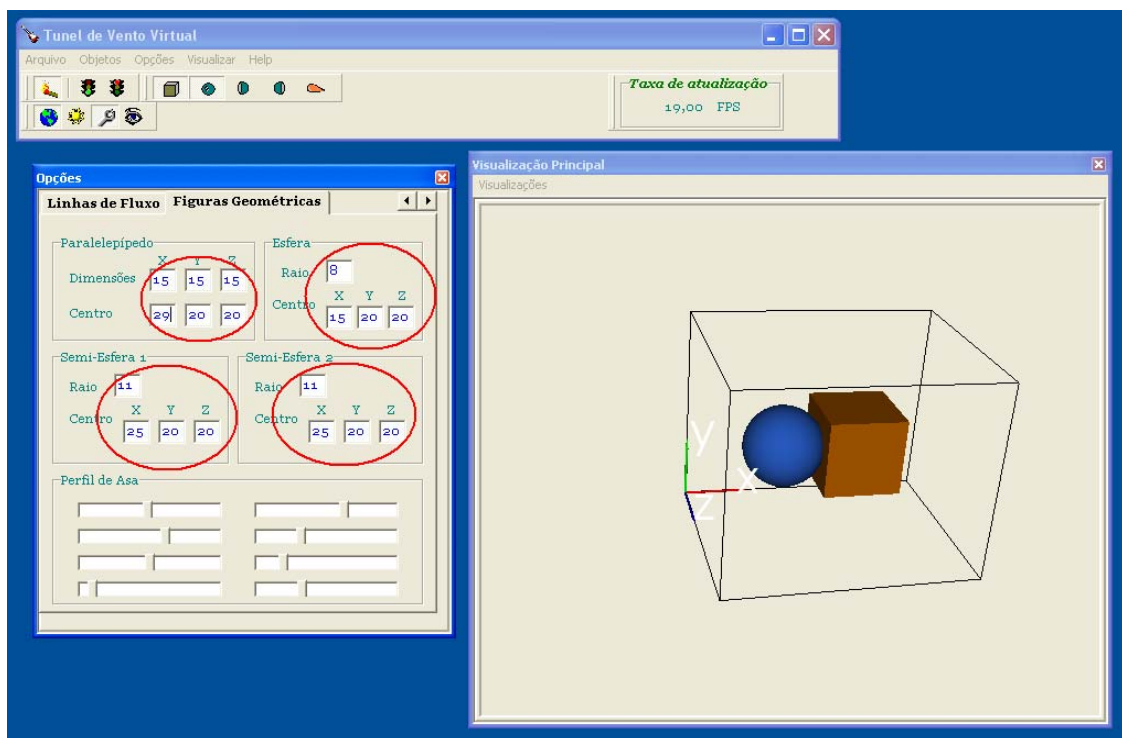 Tunel de Vento Virtual
Arquivo Objetos Opções Visualizar Help
Taxa de atualização
19,00 FPS
Opções
Linhas de Fluxo Figuras Geométricas
Paralelepípedo
X Y Z
Dimensões 15 15 15
Centro 29 20 20
Esfera
Raio 8
X Y Z
Centro 15 20 20
Semi-Esfera 1
Raio 11
X Y Z
Centro 25 20 20
Semi-Esfera 2
Raio 11
X Y Z
Centro 25 20 20
Perfil de Asa
Visualização Principal
Visualizações
y
x
z